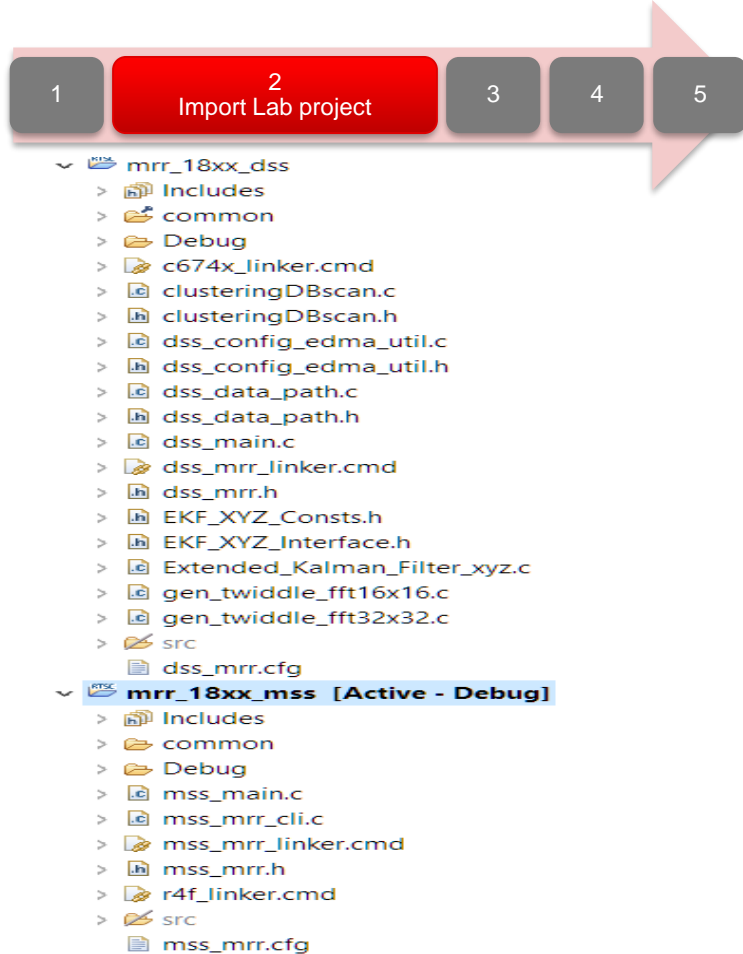 1
2
Import Lab project
3
4
5
mrr_18xx_dss
Includes
common
Debug
c674x_linker.cmd
clusteringDBscan.c
clusteringDBscan.h
dss_config_edma_util.c
dss_config_edma_util.h
dss_data_path.c
dss_data_path.h
dss_main.c
dss_mrr_linker.cmd
dss_mrr.h
EKF_XYZ_Consts.h
EKF_XYZ_Interface.h
Extended_Kalman_Filter_xyz.c
gen_twiddle_fft16x16.c
gen_twiddle_fft32x32.c
src
dss_mrr.cfg
mrr_18xx_mss [Active - Debug]
Includes
common
Debug
mss_main.c
mss_mrr_cli.c
mss_mrr_linker.cmd
mss_mrr.h
r4f_linker.cmd
src
mss_mrr.cfg